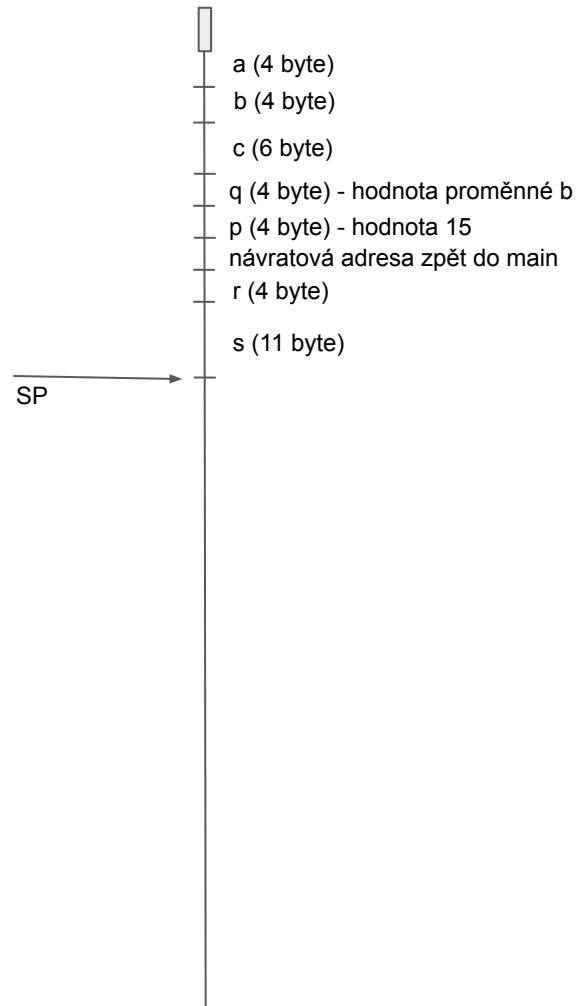 a (4 byte)
b (4 byte)
c (6 byte)
q (4 byte) - hodnota proměnné b
p (4 byte) - hodnota 15
návratová adresa zpět do main
r (4 byte)
s (11 byte)
SP